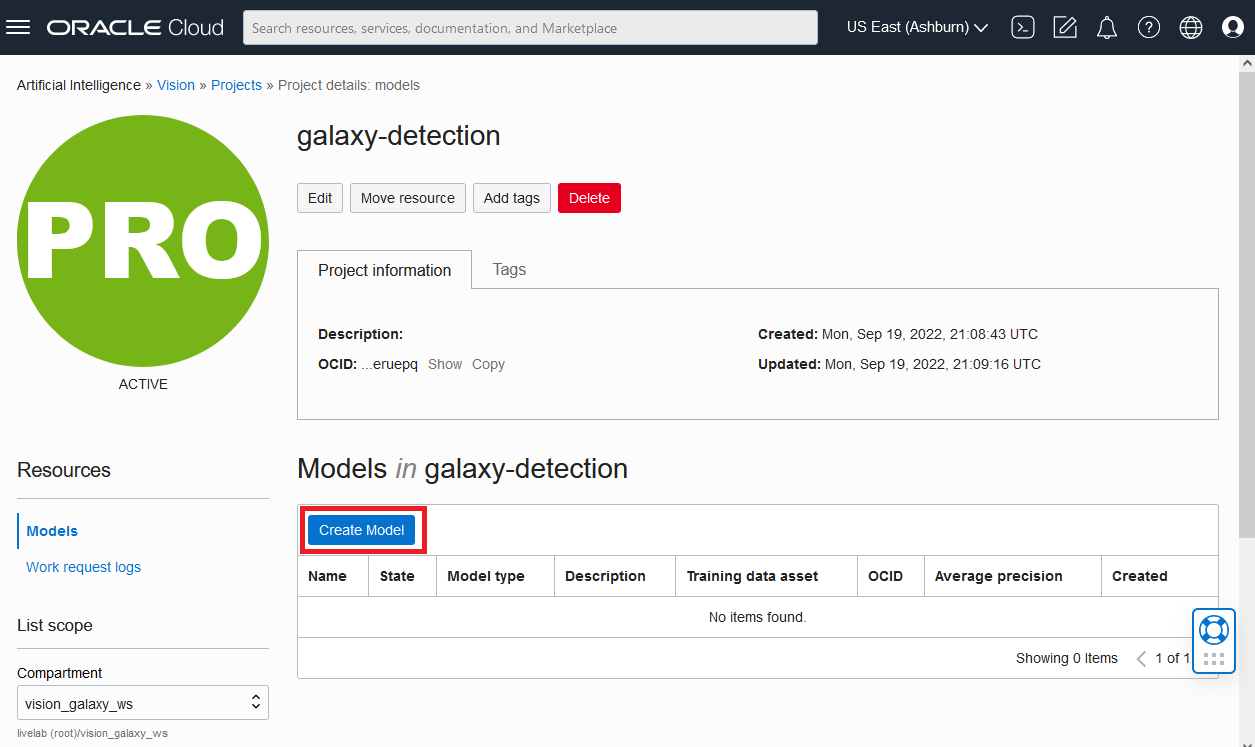 ORACLE Cloud
Search resources, services, documentation, and Marketplace
US East (Ashburn)
Artificial Intelligence » Vision » Projects » Project details: models
PRO
ACTIVE
galaxy-detection
Edit Move resource Add tags Delete
Project information Tags
Description:
OCID: ...eruepq Show Copy
Created: Mon, Sep 19, 2022, 21:08:43 UTC
Updated: Mon, Sep 19, 2022, 21:09:16 UTC
Resources
Models
Work request logs
List scope
Compartment
vision_galaxy_ws
livelab (root)/vision_galaxy_ws
Models in galaxy-detection
Create Model
Name State Model type Description Training data asset OCID Average precision Created
No items found.
Showing 0 Items 1 of 1